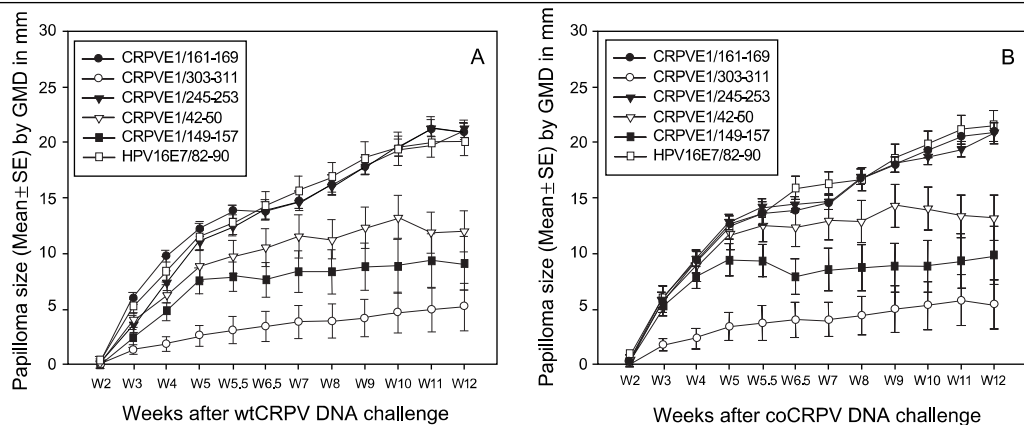 Papilloma size (Mean±SE) by GMD in mm
30
25
20
15
10
5
0
CRPVE1/161-169
CRPVE1/303-311
CRPVE1/245-253
CRPVE1/42-50
CRPVE1/149-157
HPV16E7/82-90
A
W2 W3 W4 W5 W5.5 W6.5 W7 W8 W9 W10 W11 W12
Weeks after wtCRPV DNA challenge
Papilloma size (Mean±SE) by GMD in mm
30
25
20
15
10
5
0
CRPVE1/161-169
CRPVE1/303-311
CRPVE1/245-253
CRPVE1/42-50
CRPVE1/149-157
HPV16E7/82-90
B
W2 W3 W4 W5 W5.5 W6.5 W7 W8 W9 W10 W11 W12
Weeks after coCRPV DNA challenge